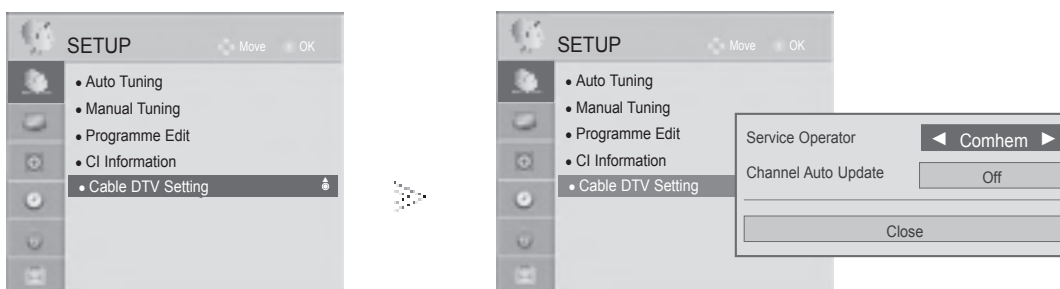 SETUP
Move OK
• Auto Tuning
• Manual Tuning
• Programme Edit
• CI Information
• Cable DTV Setting
SETUP
Move OK
• Auto Tuning
• Manual Tuning
• Programme Edit
• CI Information
• Cable DTV Setting
Service Operator ◄ Comhem ►
Channel Auto Update Off
Close